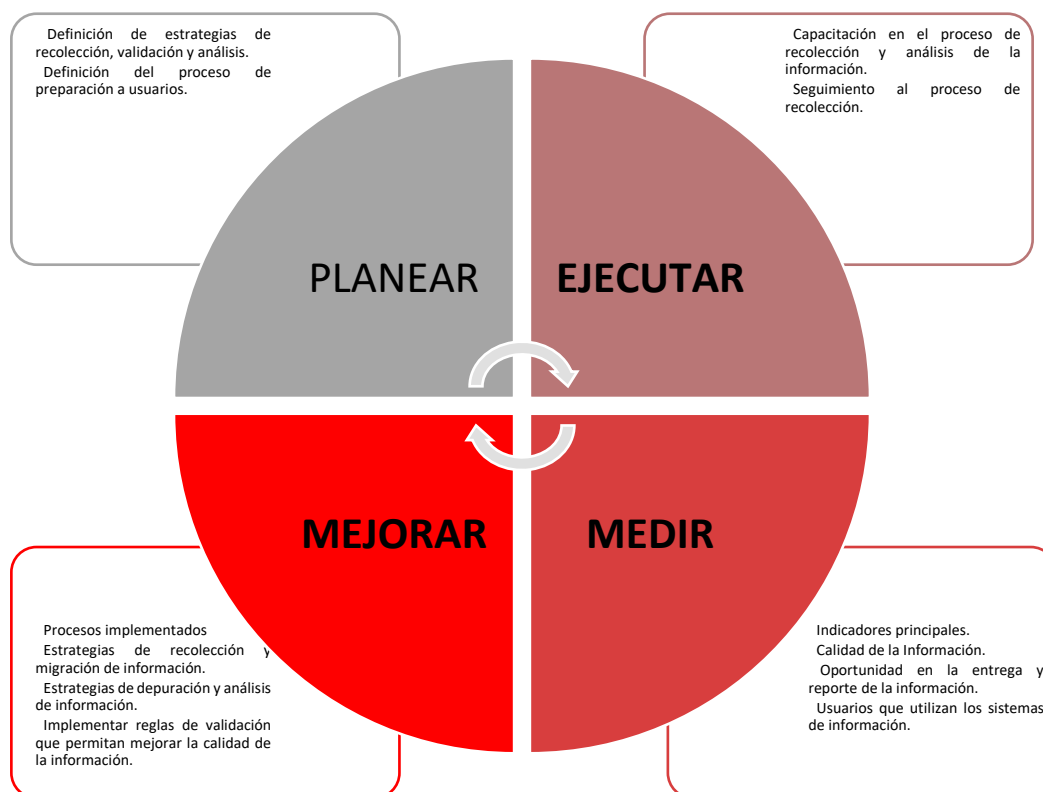 Definición de estrategias de
recolección, validación y análisis.
Definición del proceso de
preparación a usuarios.
Capacitación en el proceso de
recolección y análisis de la
información.
Seguimiento al proceso de
recolección.
PLANEAR
EJECUTAR
MEJORAR
MEDIR
Procesos implementados
Estrategias de recolección y
migración de información.
Estrategias de depuración y análisis
de información.
Implementar reglas de validación
que permitan mejorar la calidad de
la información.
Indicadores principales.
Calidad de la Información.
Oportunidad en la entrega y
reporte de la información.
Usuarios que utilizan los sistemas
de información.